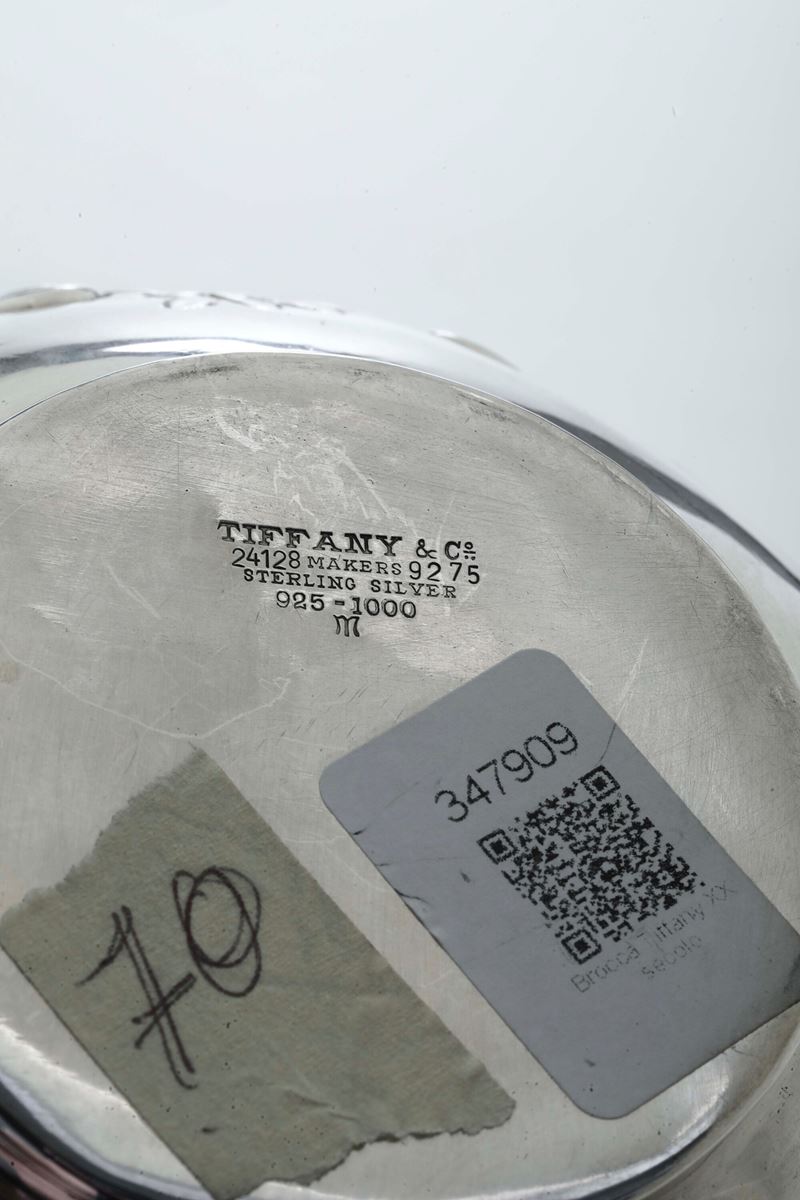 TIFFANY & Cº
24128 MAKERS 9275
STERLING SILVER
925-1000
M
347909
Brocca Tiffany XX
secolo
70